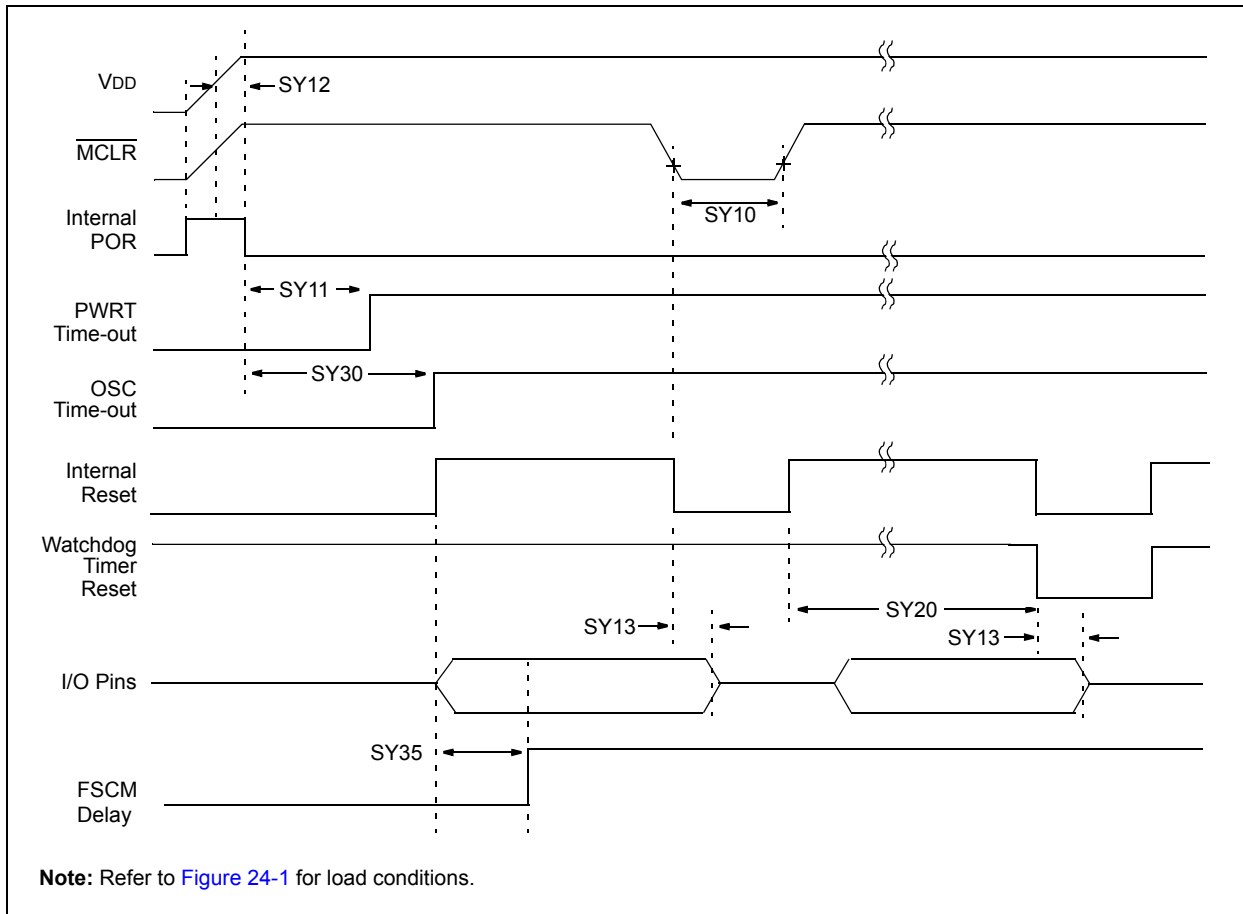 VDD
SY12
MCLR
SY10
Internal
POR
SY11
PWRT
Time-out
SY30
OSC
Time-out
Internal
Reset
Watchdog
Timer
Reset
SY20
SY13
SY13
I/O Pins
SY35
FSCM
Delay
Note: Refer to Figure 24-1 for load conditions.